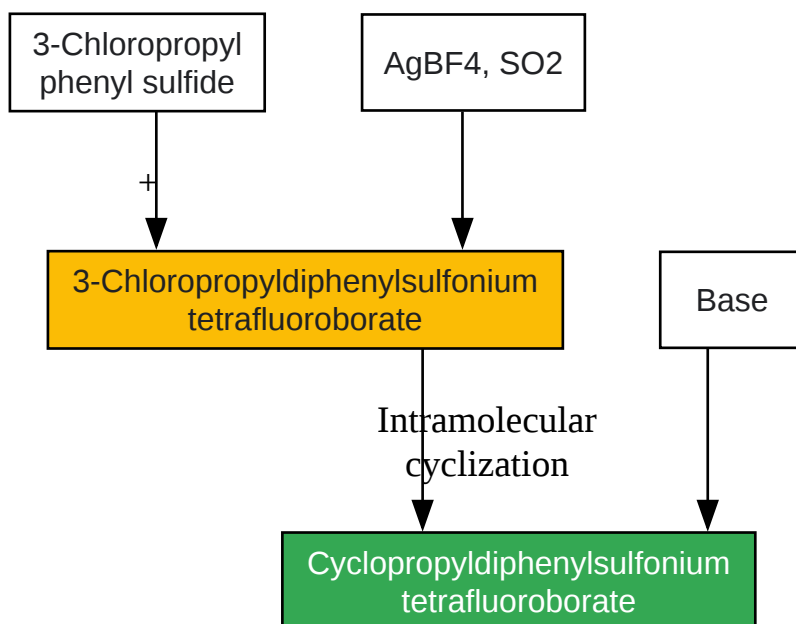 3-Chloropropyl
phenyl sulfide
AgBF4, SO2
+
3-Chloropropyldiphenylsulfonium
tetrafluoroborate
Base
Intramolecular
cyclization
Cyclopropyldiphenylsulfonium
tetrafluoroborate